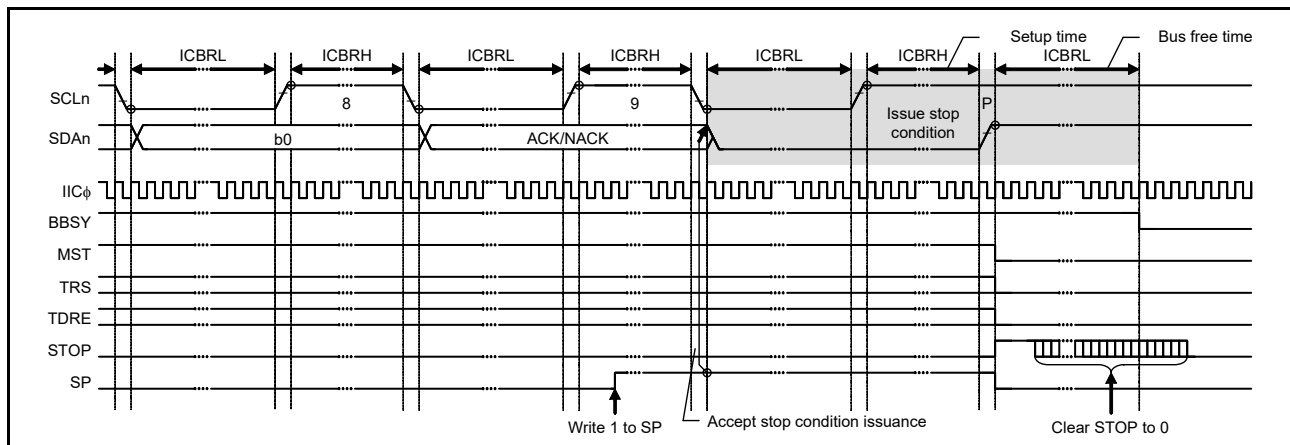 Setup time Bus free time
ICBRL ICBRH ICBRL ICBRH ICBRL ICBRH ICBRL
SCLn 8 9 P
Issue stop
condition
SDAn b0 ACK/NACK
IICφ
BBSY
MST
TRS
TDRE
STOP
SP
Write 1 to SP Accept stop condition issuance Clear STOP to 0